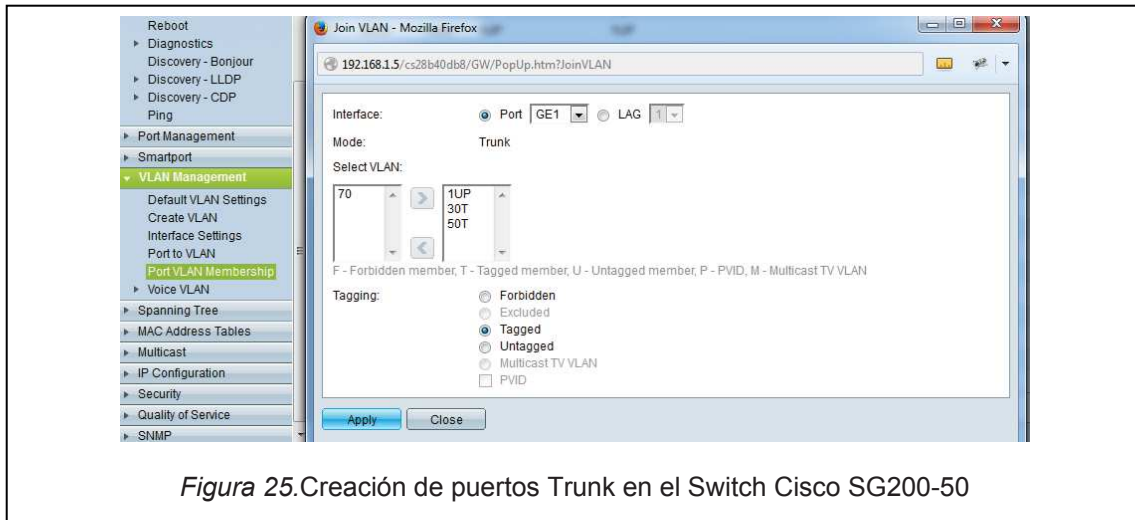 Reboot
Diagnostics
Discovery - Bonjour
Discovery - LLDP
Discovery - CDP
Ping
Port Management
Smartport
VLAN Management
Default VLAN Settings
Create VLAN
Interface Settings
Port to VLAN
Port VLAN Membership
Voice VLAN
Spanning Tree
MAC Address Tables
Multicast
IP Configuration
Security
Quality of Service
SNMP
Join VLAN - Mozilla Firefox
192.168.1.5/cs28b40db8/GW/PopUp.htm?JoinVLAN
Interface: Port GE1 LAG 1
Mode: Trunk
Select VLAN:
70 > 1UP
30T
50T
<
F - Forbidden member, T - Tagged member, U - Untagged member, P - PVID, M - Multicast TV VLAN
Tagging: Forbidden
Excluded
Tagged
Untagged
Multicast TV VLAN
PVID
Apply Close
Figura 25.Creación de puertos Trunk en el Switch Cisco SG200-50